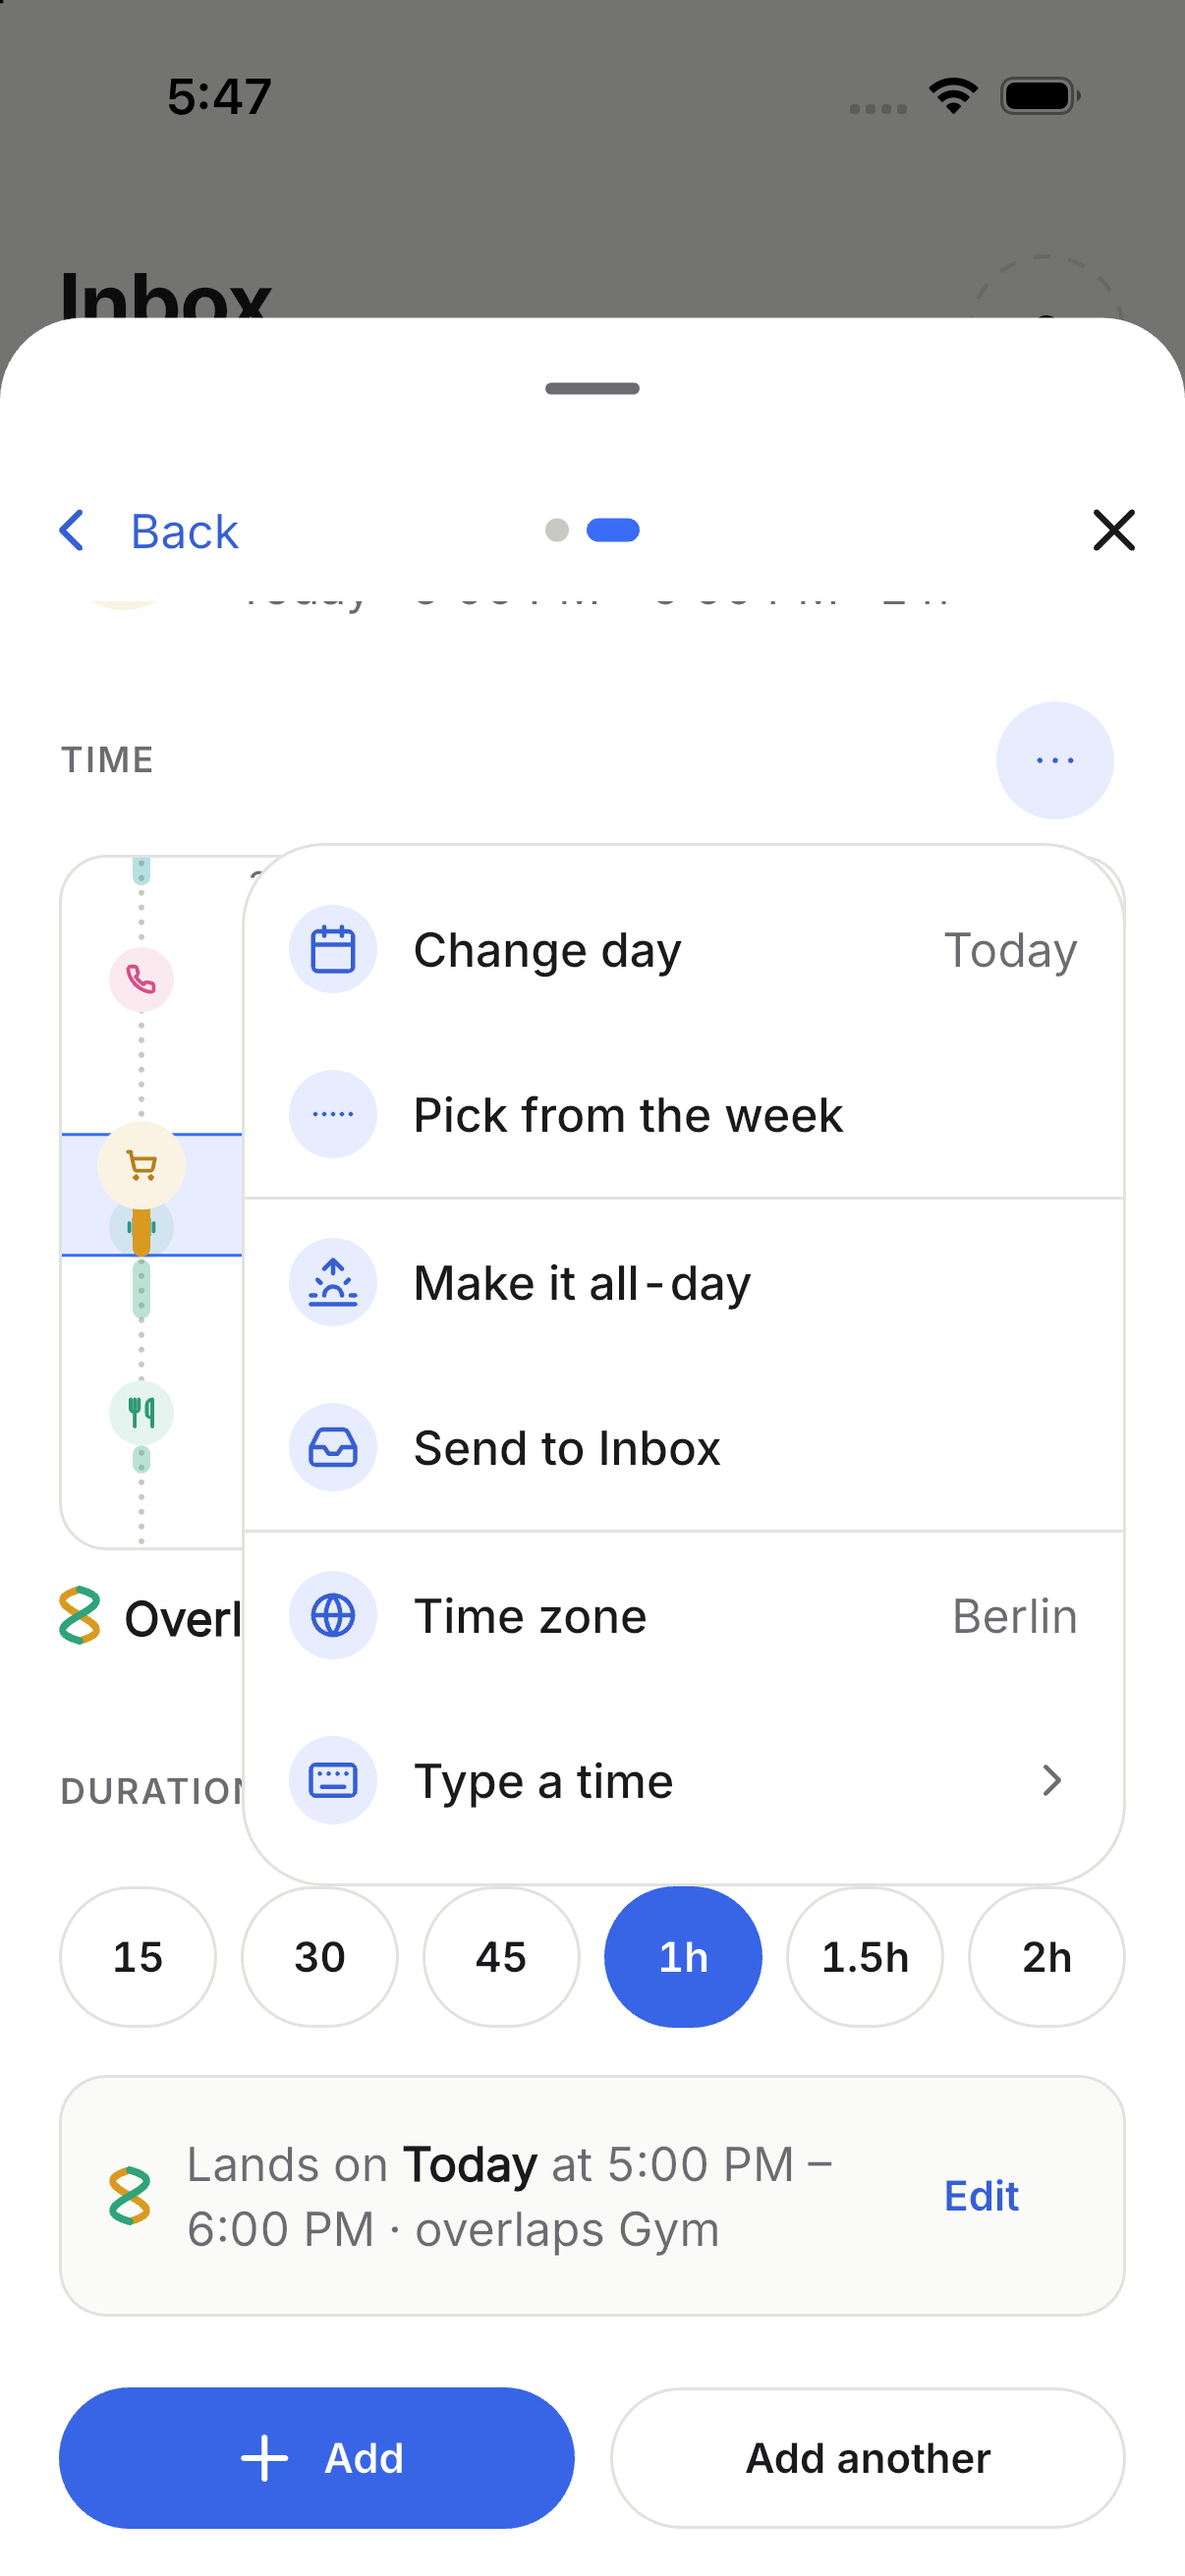 5:47
Inbox
Back
Today
TIME
Change day
Today
Pick from the week
Make it all-day
Send to Inbox
Time zone
Berlin
Type a time
15
30
45
1h
1.5h
2h
Lands on Today at 5:00 PM –
6:00 PM · overlaps Gym
Edit
Add
Add another